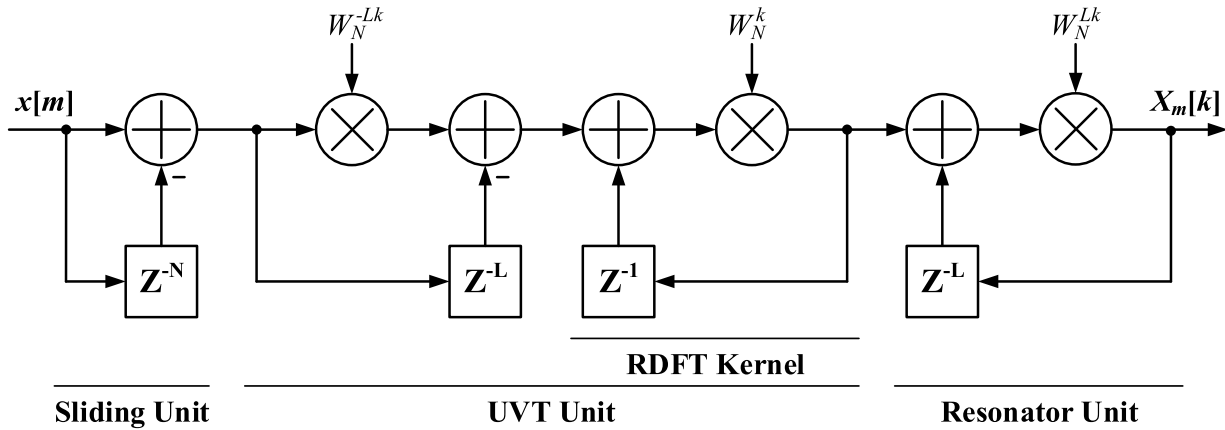 W_N^{-Lk}
W_N^{k}
W_N^{Lk}
x[m]
X_m[k]
-
-
Z^{-N}
Z^{-L}
Z^{-1}
Z^{-L}
RDFT Kernel
Sliding Unit
UVT Unit
Resonator Unit